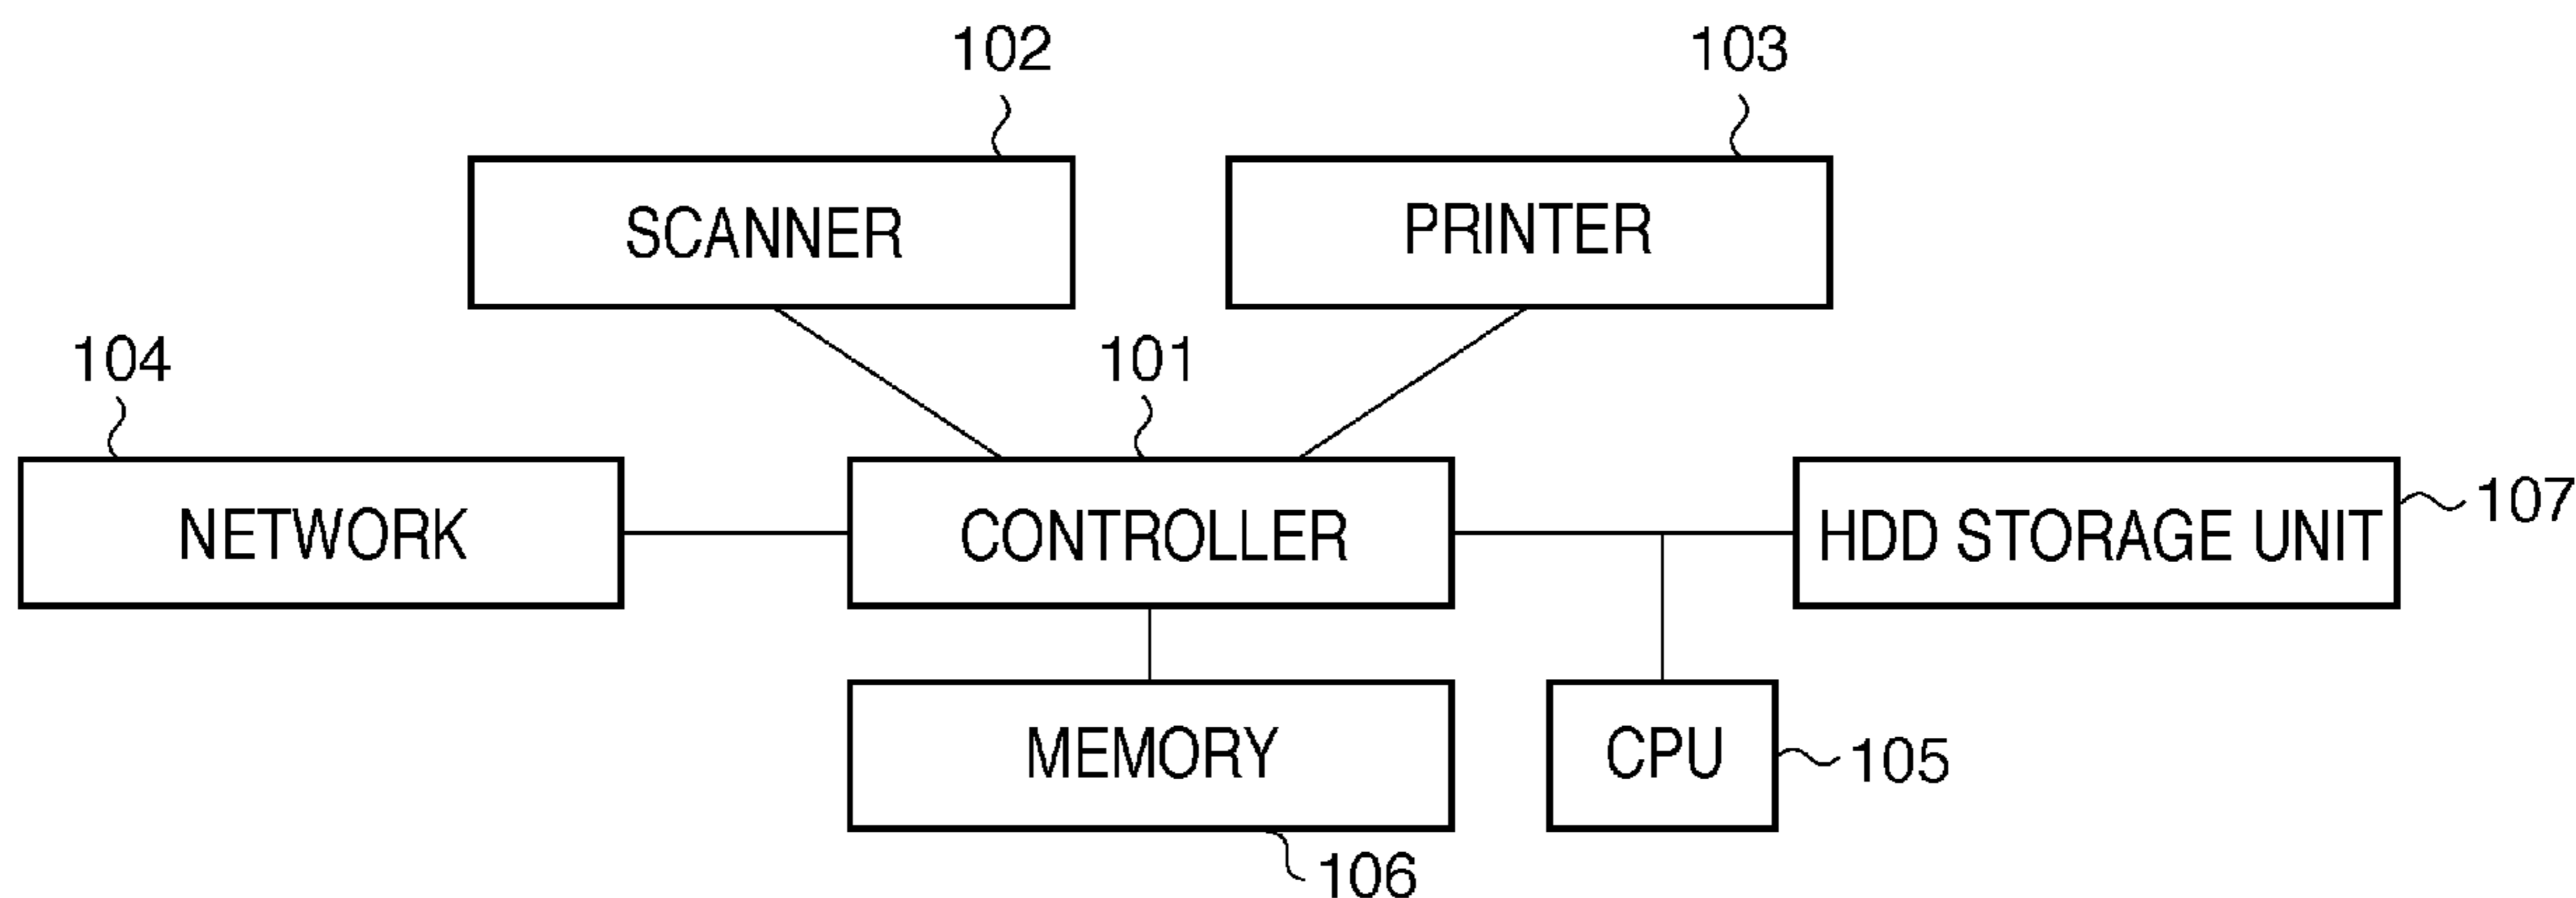 102
103
SCANNER
PRINTER
104
101
NETWORK
CONTROLLER
HDD STORAGE UNIT
107
MEMORY
CPU
105
106